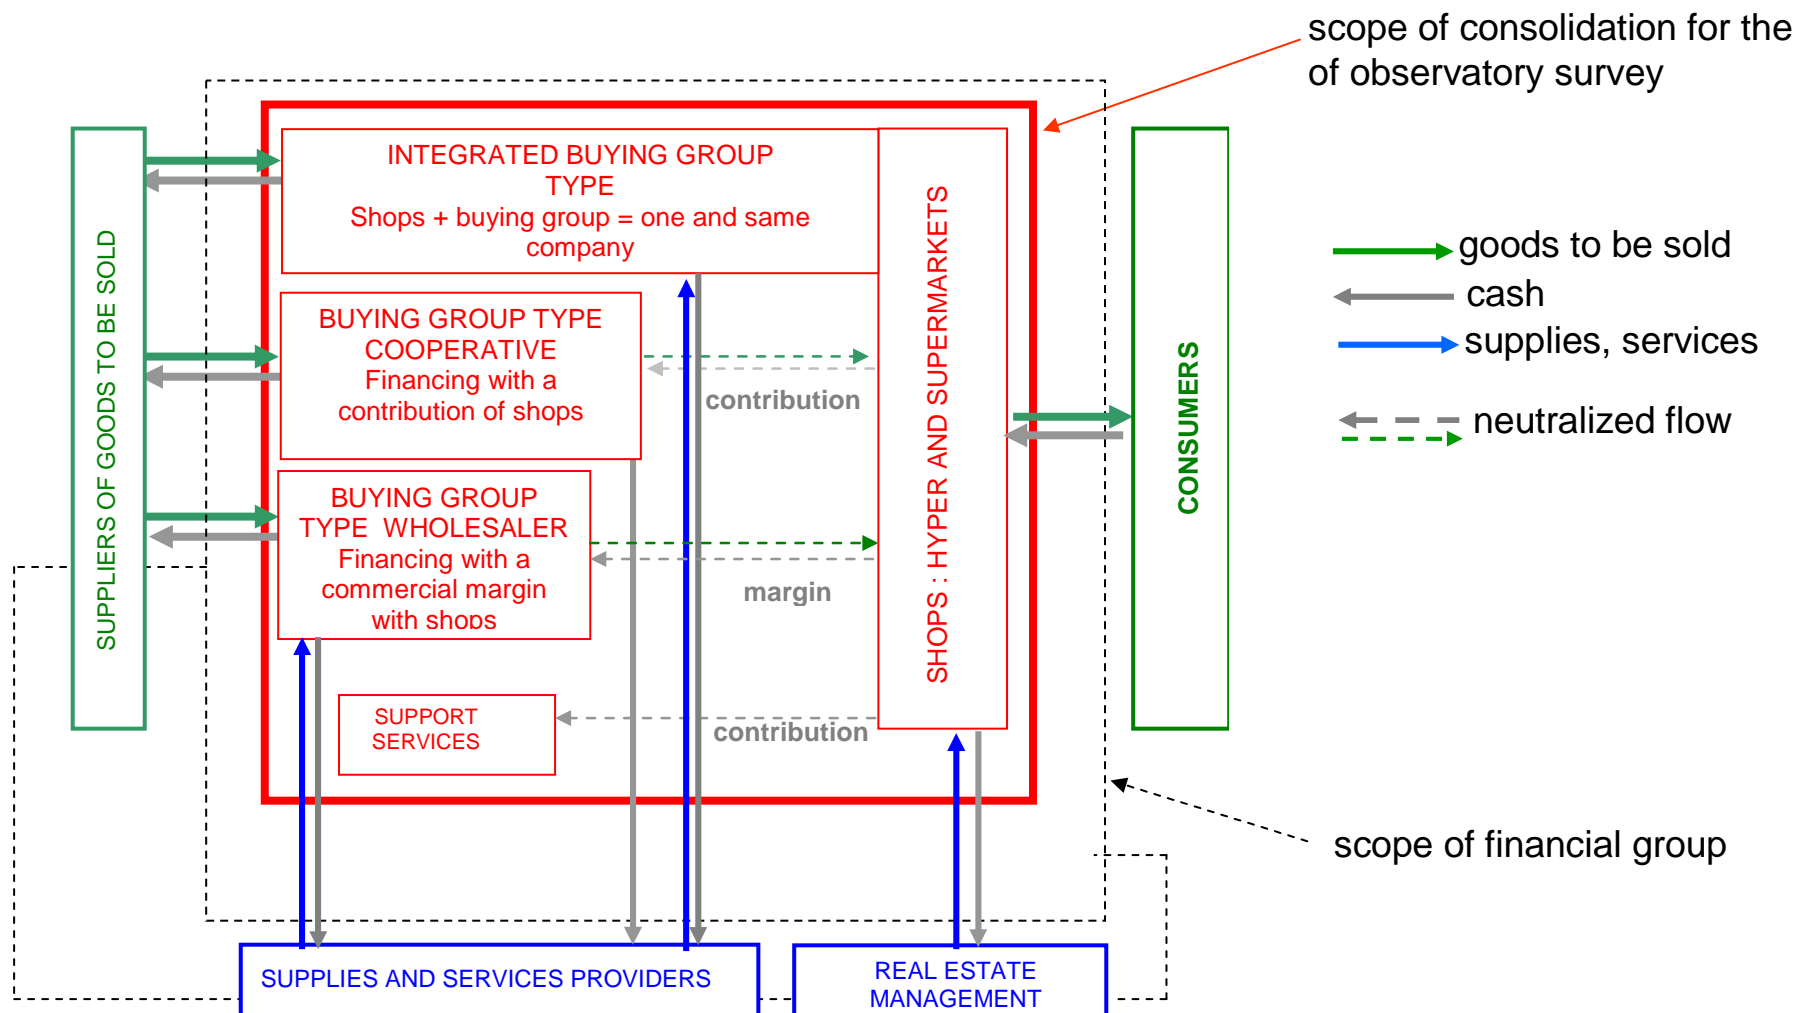 scope of consolidation for the
of observatory survey
SUPPLIERS OF GOODS TO BE SOLD
INTEGRATED BUYING GROUP
TYPE
Shops + buying group = one and same
company
BUYING GROUP TYPE
COOPERATIVE
Financing with a
contribution of shops
contribution
BUYING GROUP
TYPE WHOLESALER
Financing with a
commercial margin
with shops
margin
SUPPORT
SERVICES
contribution
SHOPS : HYPER AND SUPERMARKETS
CONSUMERS
goods to be sold
cash
supplies, services
neutralized flow
scope of financial group
SUPPLIES AND SERVICES PROVIDERS
REAL ESTATE
MANAGEMENT